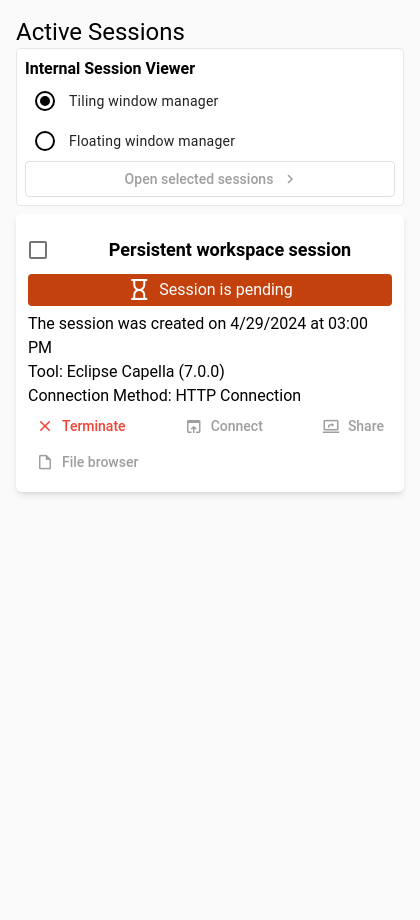 Active Sessions
Internal Session Viewer
Tiling window manager
Floating window manager
Open selected sessions
Persistent workspace session
Session is pending
The session was created on 4/29/2024 at 03:00
PM
Tool: Eclipse Capella (7.0.0)
Connection Method: HTTP Connection
Terminate Connect Share
File browser